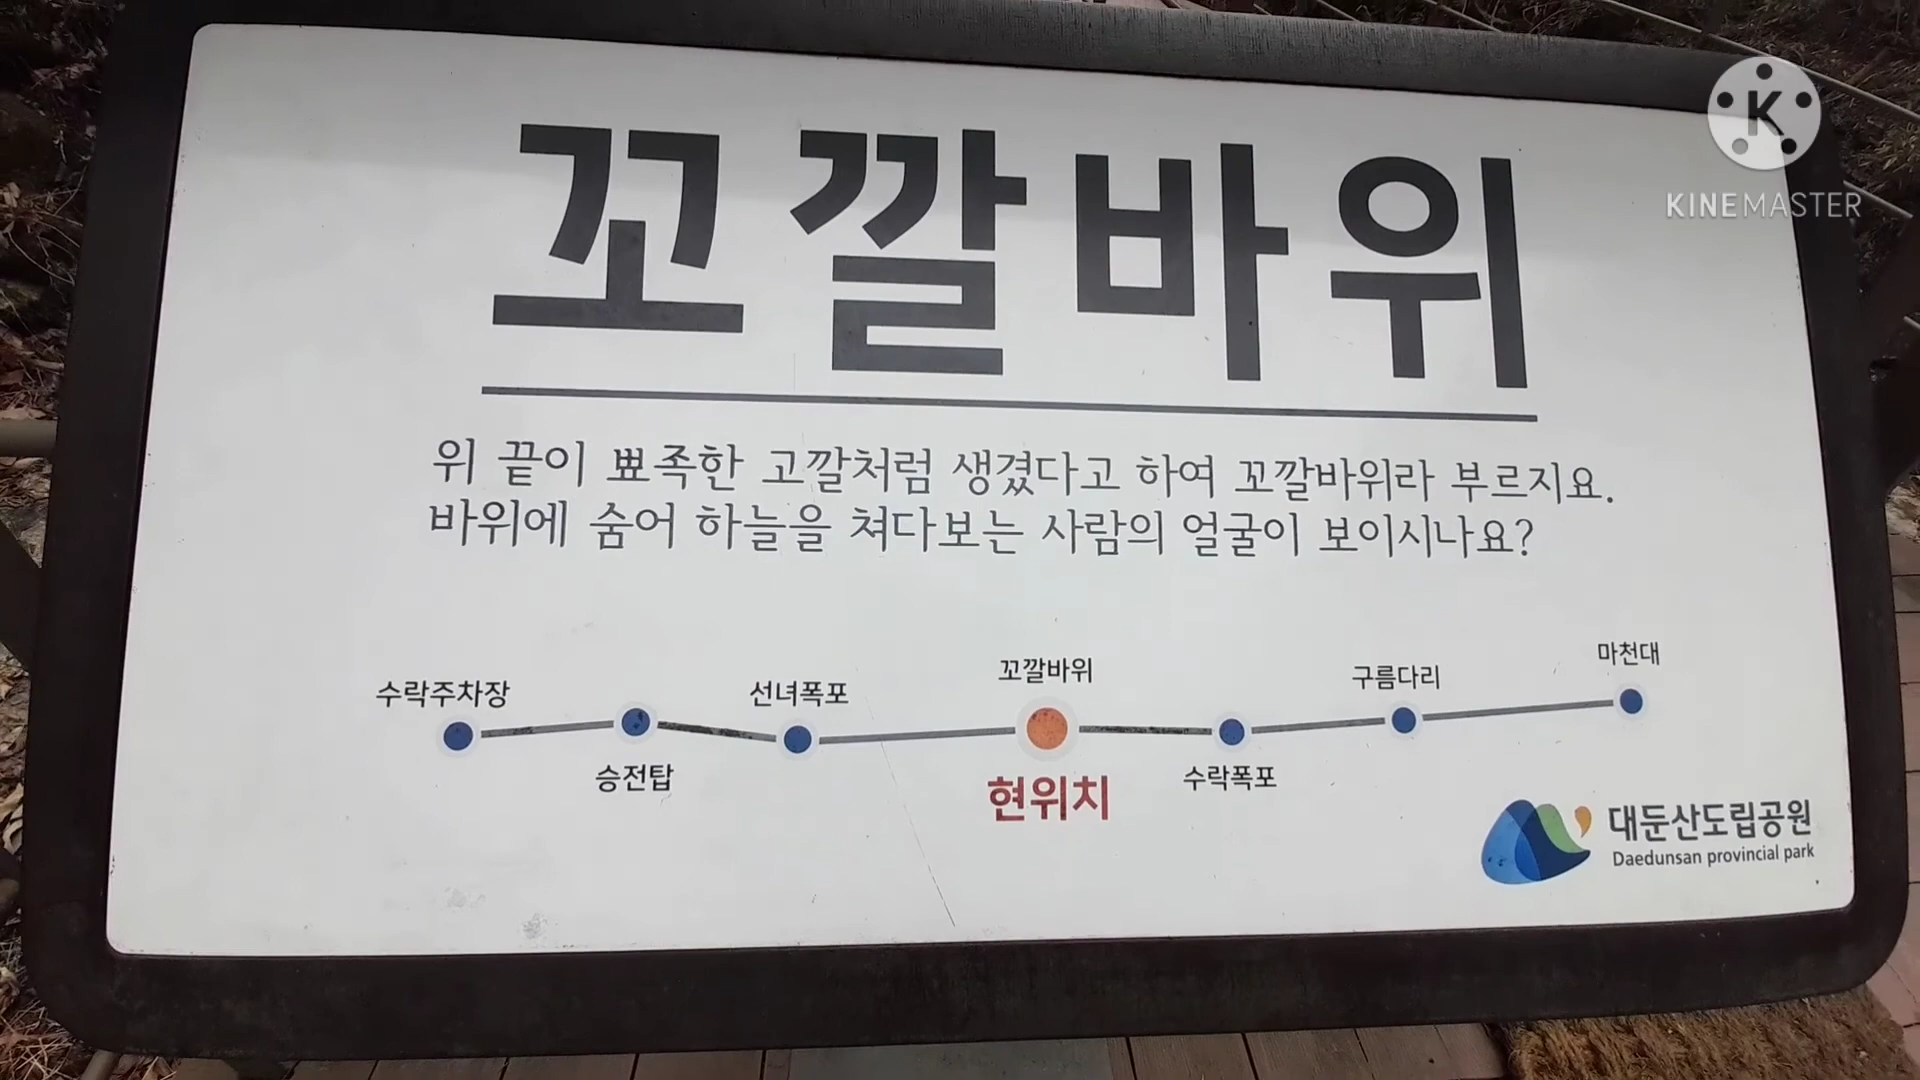 꼬깔바위
위 끝이 뾰족한 고깔처럼 생겼다고 하여 꼬깔바위라 부르지요.
바위에 숨어 하늘을 쳐다보는 사람의 얼굴이 보이시나요?
수락주차장
승전탑
선녀폭포
꼬깔바위
현위치
수락폭포
구름다리
마천대
대둔산도립공원
Daedunsan provincial park
K
KINEMASTER